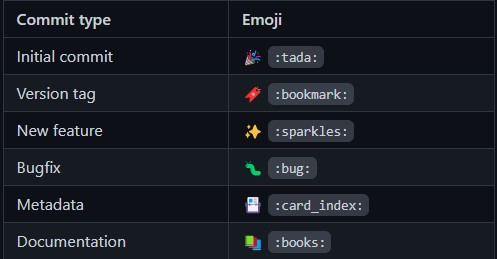 Commit type Emoji
Initial commit 🎉 :tada:
Version tag 🔖 :bookmark:
New feature ✨ :sparkles:
Bugfix 🐛 :bug:
Metadata 📇 :card_index:
Documentation 📚 :books: